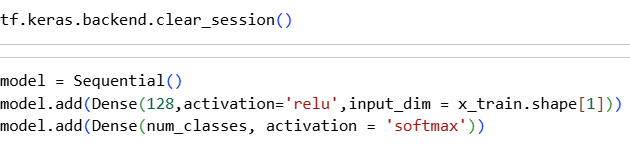 tf.keras.backend.clear_session()
model = Sequential()
model.add(Dense(128,activation='relu',input_dim = x_train.shape[1]))
model.add(Dense(num_classes, activation = 'softmax'))